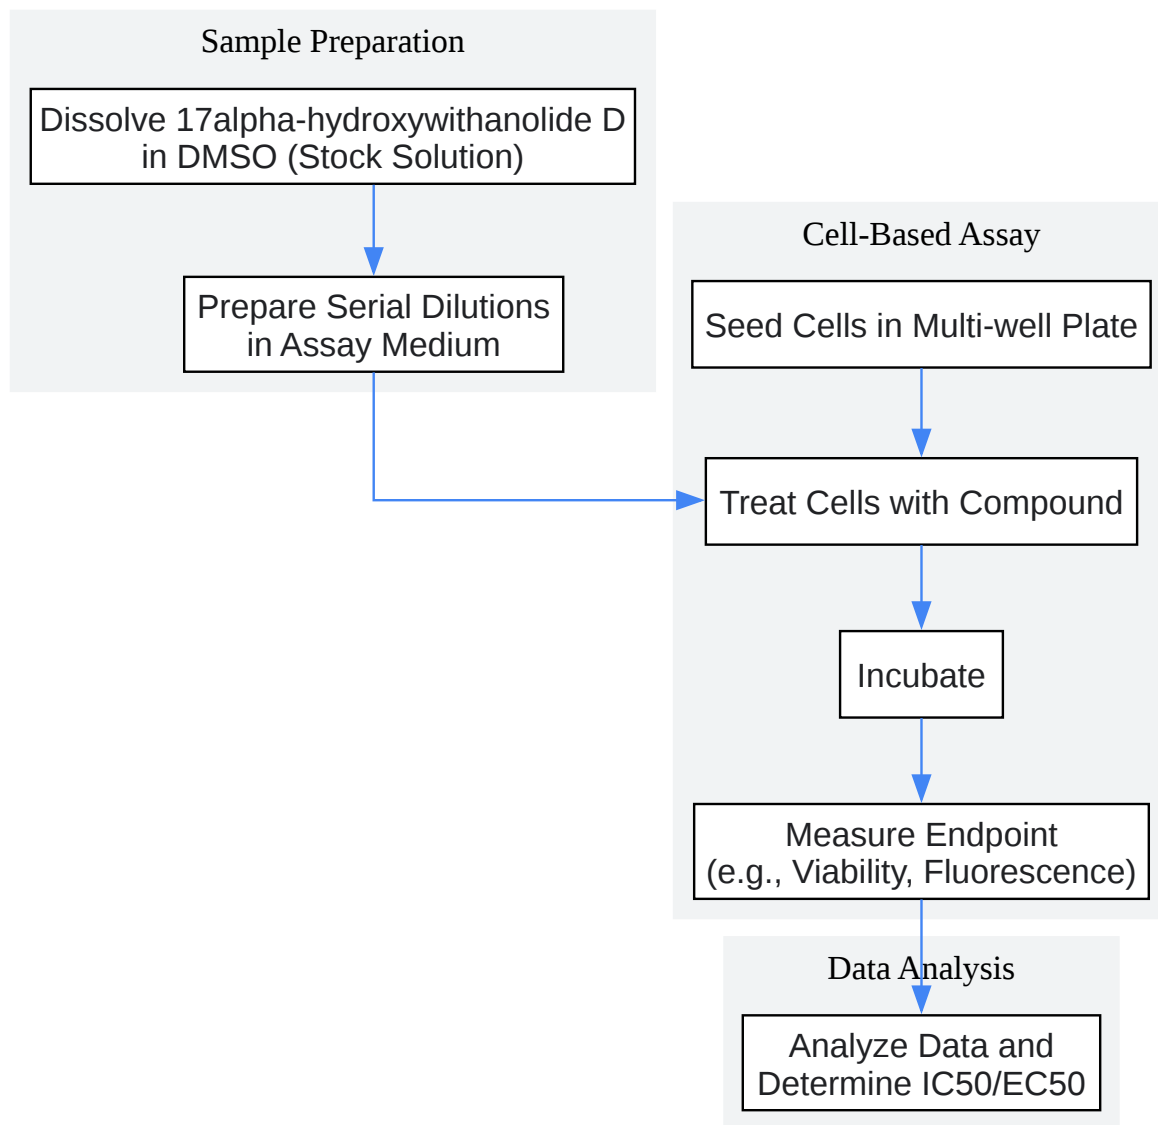 Sample Preparation
Dissolve 17alpha-hydroxywithanolide D
in DMSO (Stock Solution)
Prepare Serial Dilutions
in Assay Medium
Cell-Based Assay
Seed Cells in Multi-well Plate
Treat Cells with Compound
Incubate
Measure Endpoint
(e.g., Viability, Fluorescence)
Data Analysis
Analyze Data and
Determine IC50/EC50